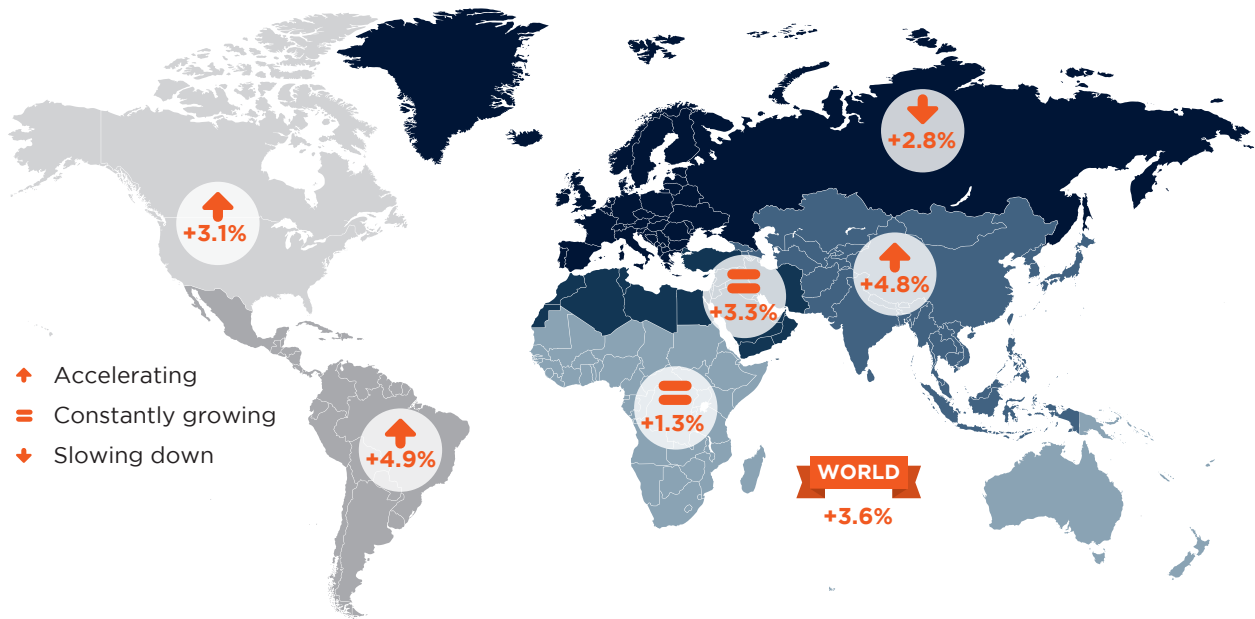 +2.8%
+3.1%
+4.8%
+3.3%
Accelerating
Constantly growing
+1.3%
Slowing down
+4.9%
WORLD
+3.6%